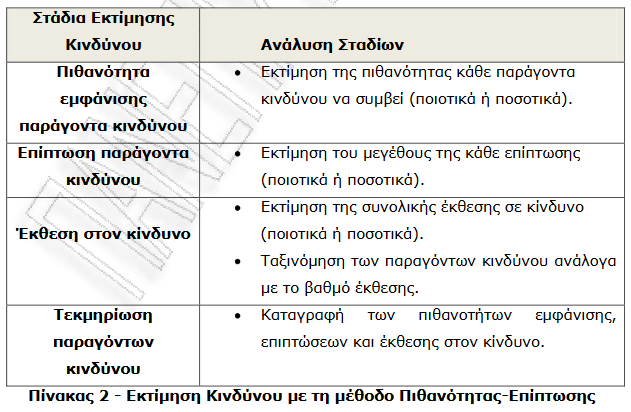 Στάδια Εκτίμησης
Κινδύνου
Ανάλυση Σταδίων
Πιθανότητα
εμφάνισης
παράγοντα κινδύνου
• Εκτίμηση της πιθανότητας κάθε παράγοντα
κινδύνου να συμβεί (ποιοτικά ή ποσοτικά).
Επίπτωση παράγοντα
κινδύνου
• Εκτίμηση του μεγέθους της κάθε επίπτωσης
(ποιοτικά ή ποσοτικά).
Έκθεση στον κίνδυνο
• Εκτίμηση της συνολικής έκθεσης σε κίνδυνο
(ποιοτικά ή ποσοτικά).
• Ταξινόμηση των παραγόντων κινδύνου ανάλογα
με το βαθμό έκθεσης.
Τεκμηρίωση
παραγόντων
κινδύνου
• Καταγραφή των πιθανοτήτων εμφάνισης,
επιπτώσεων και έκθεσης στον κίνδυνο.
Πίνακας 2 - Εκτίμηση Κινδύνου με τη μέθοδο Πιθανότητας-Επίπτωσης